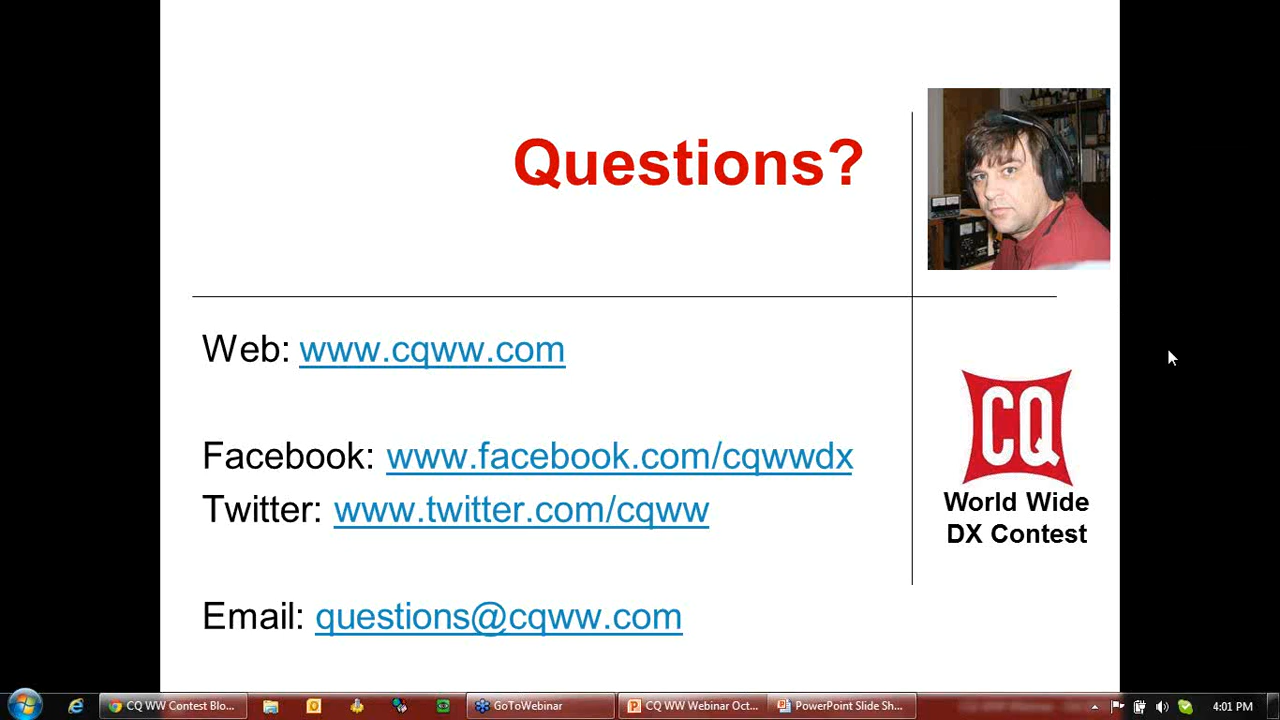 Questions?
Web: www.cqww.com
Facebook: www.facebook.com/cqwwdx
Twitter: www.twitter.com/cqww
Email: questions@cqww.com
CQ
World Wide
DX Contest
CQ WW Contest Blo...
GoToWebinar
CQ WW Webinar Oct...
PowerPoint Slide Sh...
4:01 PM